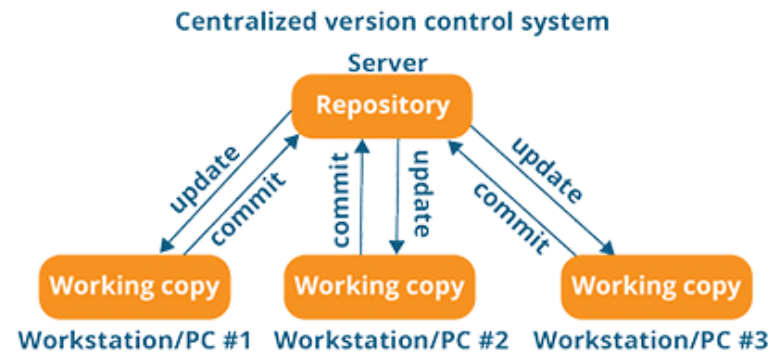 Centralized version control system
Server
Repository
update
commit
commit
update
update
commit
Working copy
Working copy
Working copy
Workstation/PC #1
Workstation/PC #2
Workstation/PC #3